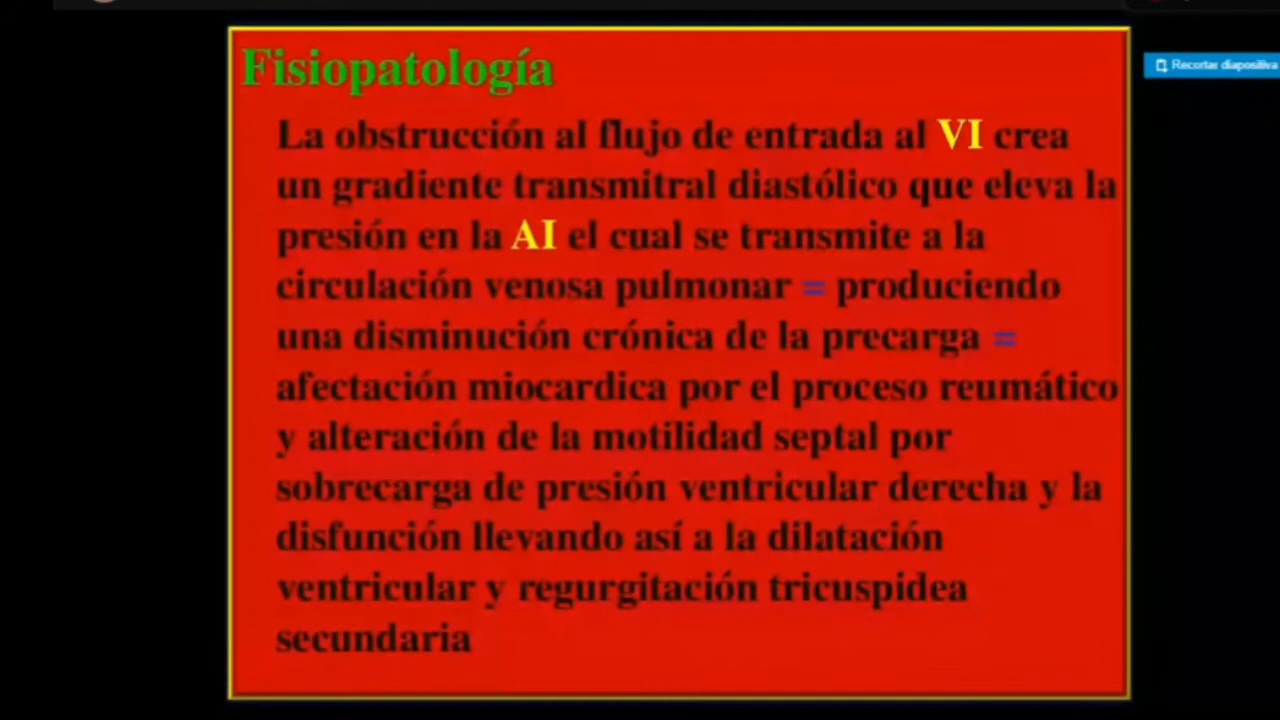 Recortar diapositiva
Fisiopatología
La obstrucción al flujo de entrada al VI crea
un gradiente transmitral diastólico que eleva la
presión en la AI el cual se transmite a la
circulación venosa pulmonar = produciendo
una disminución crónica de la precarga =
afectación miocardica por el proceso reumático
y alteración de la motilidad septal por
sobrecarga de presión ventricular derecha y la
disfunción llevando así a la dilatación
ventricular y regurgitación tricuspidea
secundaria